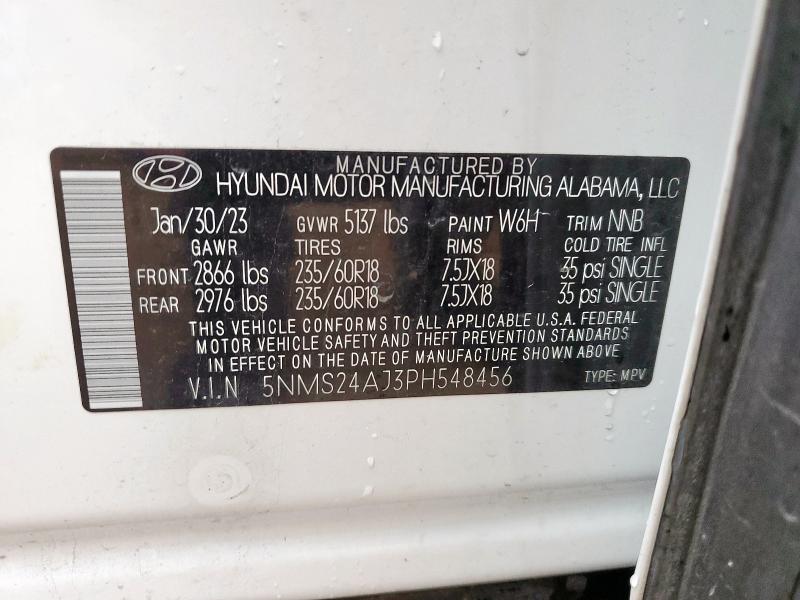 MANUFACTURED BY
HYUNDAI MOTOR MANUFACTURING ALABAMA, LLC
Jan/30/23 GVWR 5137 lbs PAINT W6H TRIM NNB
GAWR TIRES RIMS COLD TIRE INFL
FRONT 2866 lbs 235/60R18 7.5JX18 35 psi SINGLE
REAR 2976 lbs 235/60R18 7.5JX18 35 psi SINGLE
THIS VEHICLE CONFORMS TO ALL APPLICABLE U.S.A. FEDERAL
MOTOR VEHICLE SAFETY AND THEFT PREVENTION STANDARDS
IN EFFECT ON THE DATE OF MANUFACTURE SHOWN ABOVE
V.I.N 5NMS24AJ3PH548456 TYPE: MPV